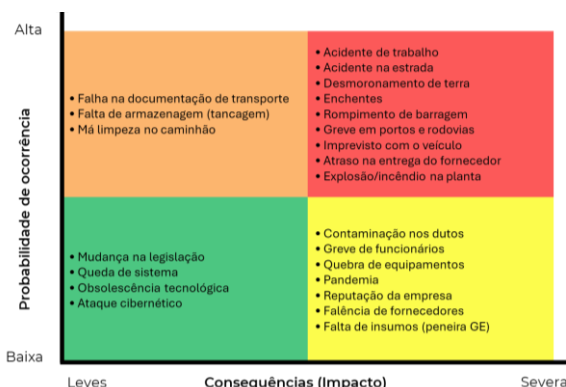 Alta
• Acidente de trabalho
• Acidente na estrada
• Desmoronamento de terra
• Enchentes
• Rompimento de barragem
• Greve em portos e rodovias
• Imprevisto com o veículo
• Atraso na entrega do fornecedor
• Explosão/incêndio na planta
• Falha na documentação de transporte
• Falta de armazenagem (tancagem)
• Má limpeza no caminhão
Probabilidade de ocorrência
• Mudança na legislação
• Queda de sistema
• Obsolescência tecnológica
• Ataque cibernético
• Contaminação nos dutos
• Greve de funcionários
• Quebra de equipamentos
• Pandemia
• Reputação da empresa
• Falência de fornecedores
• Falta de insumos (peneira GE)
Baixa
Leves
Consequências (Impacto)
Severa